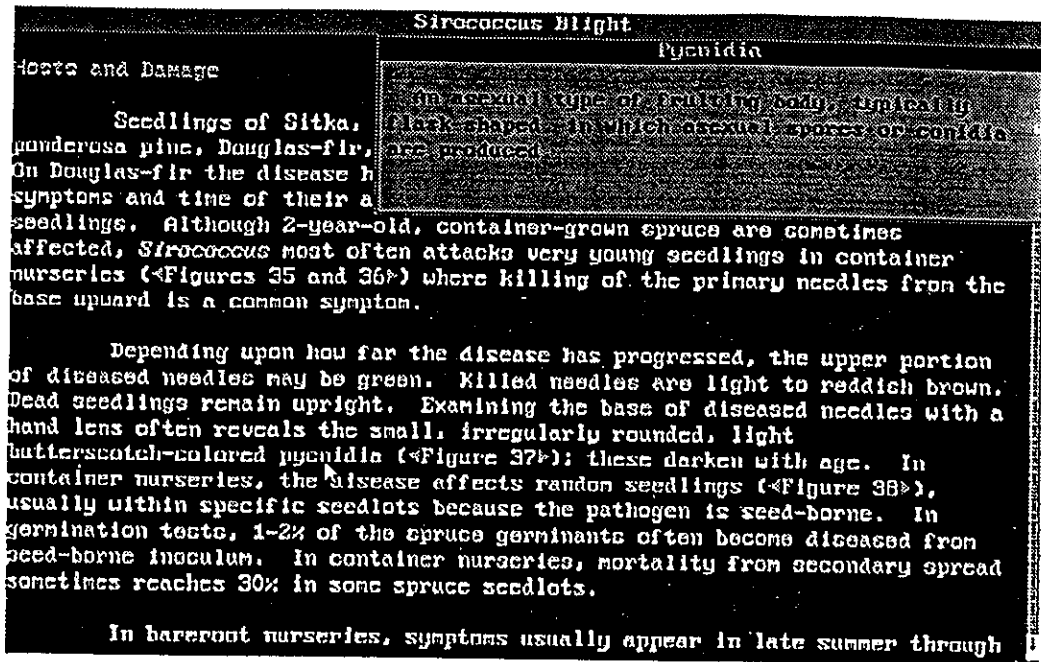 Sirococcus Blight
Pycnidia
An asexual type of fruiting body, typically
flask-shaped, in which asexual spores or conidia
are produced.
Hosts and Damage
Seedlings of Sitka,
ponderosa pine, Douglas-fir,
On Douglas-fir the disease h
symptoms and time of their a
seedlings. Although 2-year-old, container-grown spruce are sometimes
affected, Sirococcus most often attacks very young seedlings in container
nurseries (<Figures 35 and 36>) where killing of the primary needles from the
base upward is a common symptom.
Depending upon how far the disease has progressed, the upper portion
of diseased needles may be green. Killed needles are light to reddish brown.
Dead seedlings remain upright. Examining the base of diseased needles with a
hand lens often reveals the small, irregularly rounded, light
butterscotch-colored pycnidia (<Figure 37>); these darken with age. In
container nurseries, the disease affects random seedlings (<Figure 38>),
usually within specific seedlots because the pathogen is seed-borne. In
germination tests, 1-2% of the spruce germinants often become diseased from
seed-borne inoculum. In container nurseries, mortality from secondary spread
sometimes reaches 30% in some spruce seedlots.
In bareroot nurseries, symptoms usually appear in late summer through